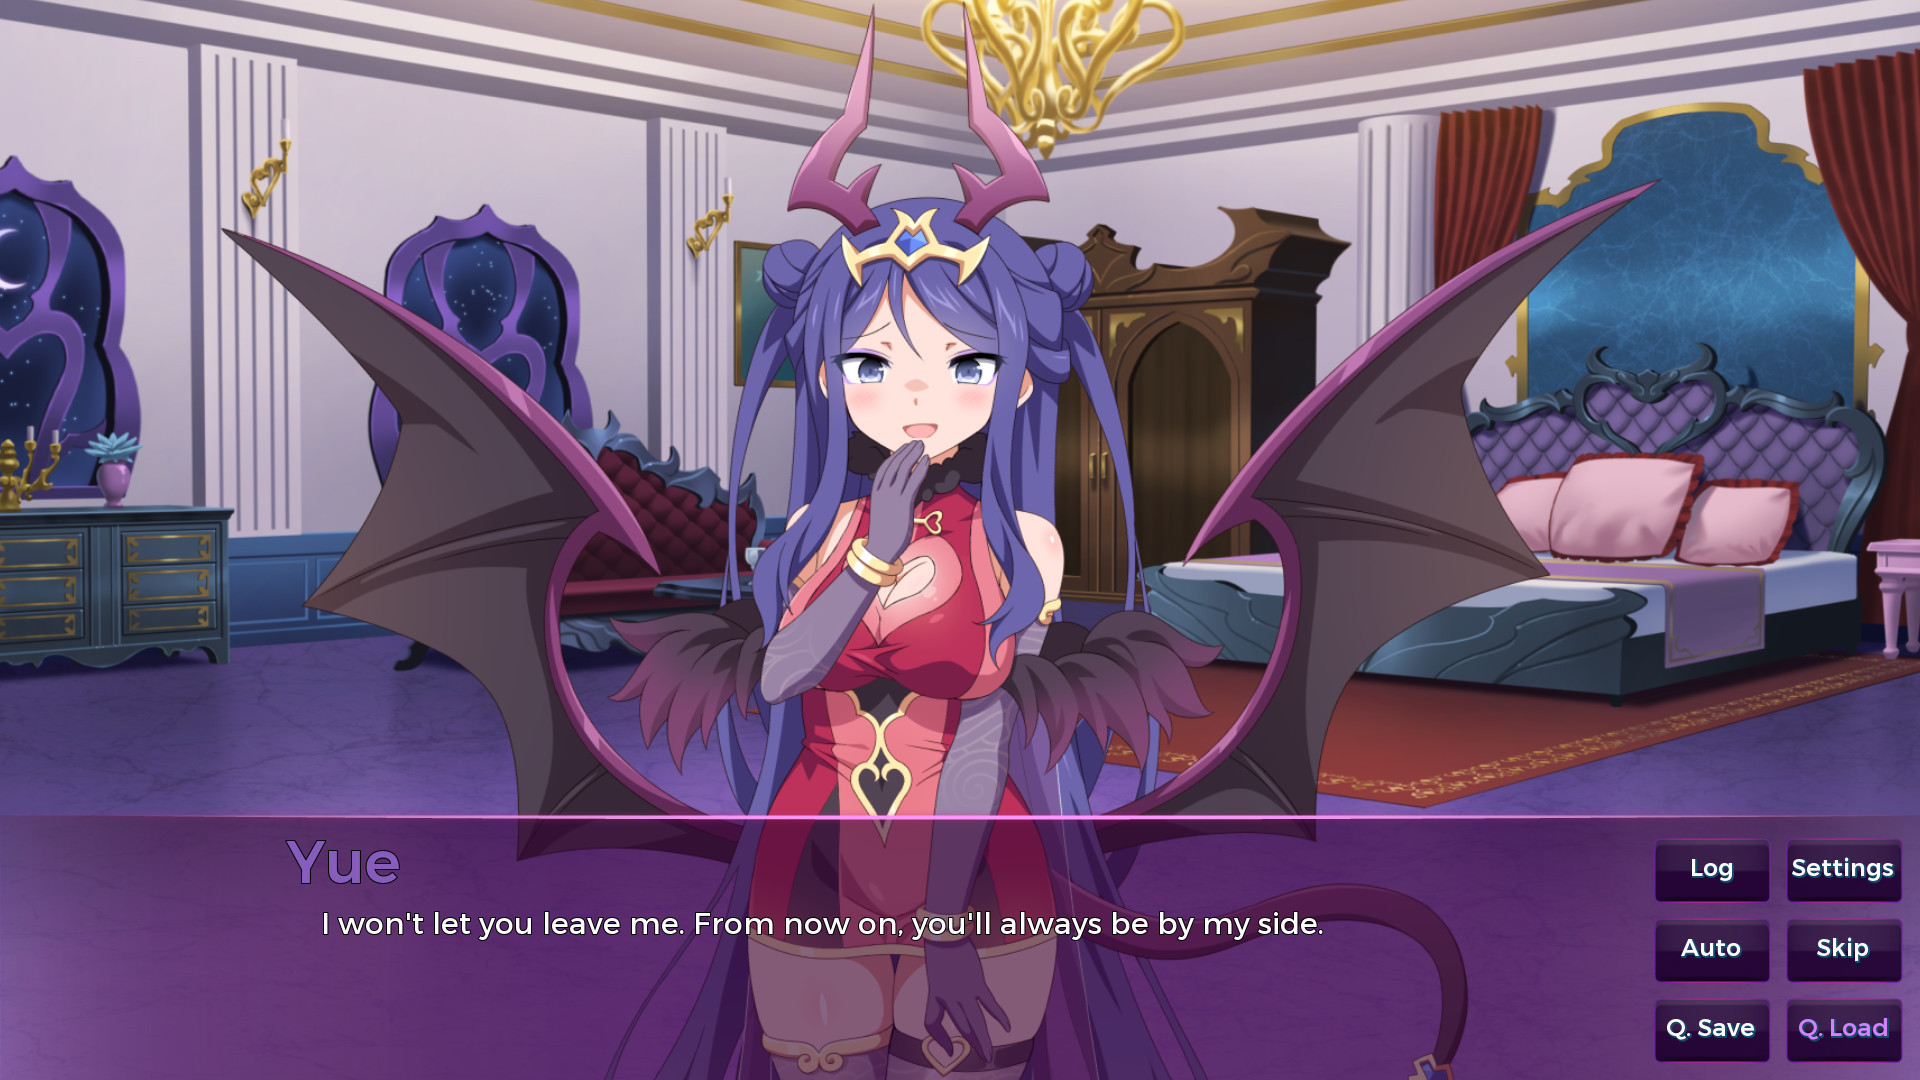 Yue
I won't let you leave me. From now on, you'll always be by my side.
Log
Settings
Auto
Skip
Q. Save
Q. Load